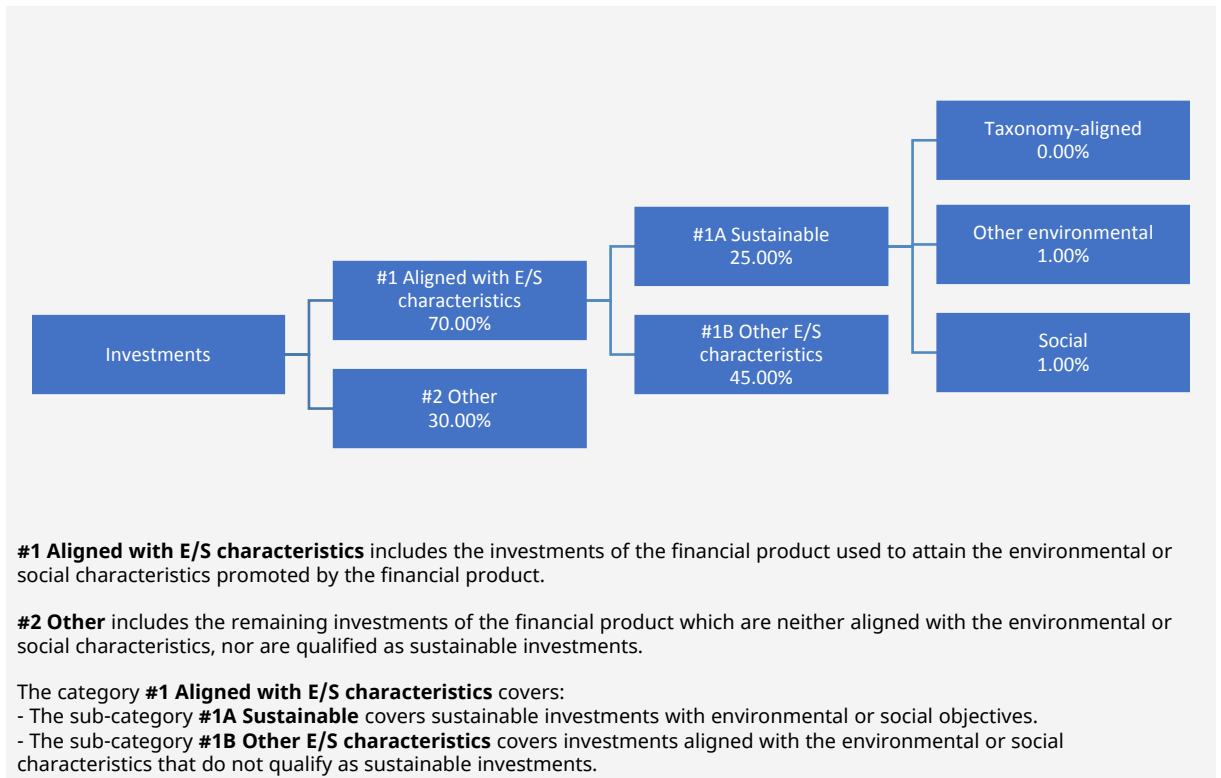 Investments
#1 Aligned with E/S
characteristics
70.00%
#2 Other
30.00%
#1A Sustainable
25.00%
#1B Other E/S
characteristics
45.00%
Taxonomy-aligned
0.00%
Other environmental
1.00%
Social
1.00%
#1 Aligned with E/S characteristics includes the investments of the financial product used to attain the environmental or
social characteristics promoted by the financial product.
#2 Other includes the remaining investments of the financial product which are neither aligned with the environmental or
social characteristics, nor are qualified as sustainable investments.
The category #1 Aligned with E/S characteristics covers:
- The sub-category #1A Sustainable covers sustainable investments with environmental or social objectives.
- The sub-category #1B Other E/S characteristics covers investments aligned with the environmental or social
characteristics that do not qualify as sustainable investments.